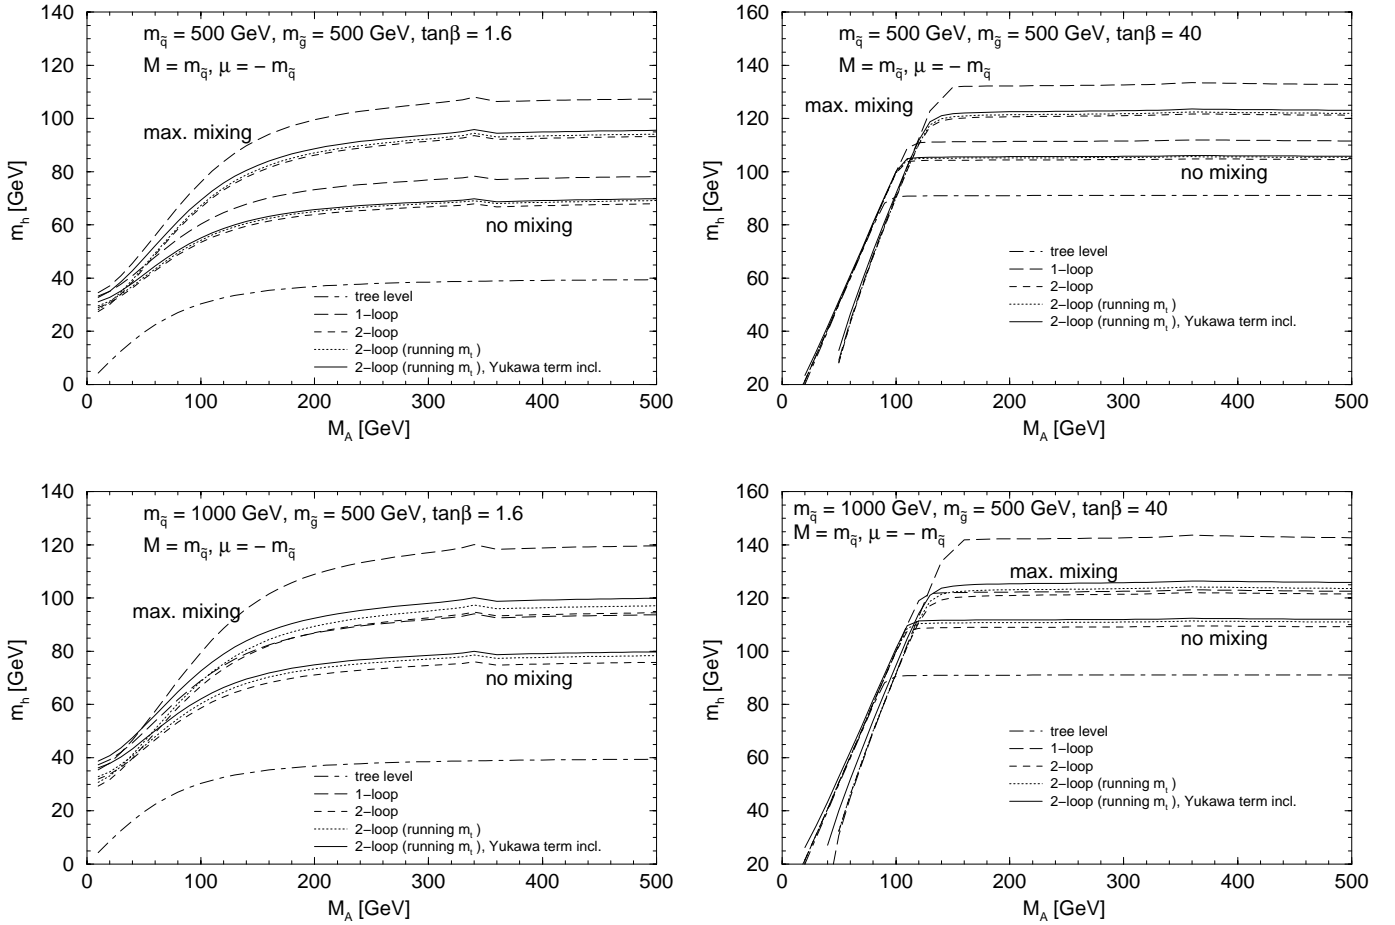 m_q̃ = 500 GeV, m_g̃ = 500 GeV, tanβ = 1.6
M = m_q̃, μ = − m_q̃
max. mixing
no mixing
tree level
1−loop
2−loop
2−loop (running m_t )
2−loop (running m_t ), Yukawa term incl.
140
120
100
80
60
40
20
0
m_h [GeV]
0 100 200 300 400 500
M_A [GeV]
m_q̃ = 500 GeV, m_g̃ = 500 GeV, tanβ = 40
M = m_q̃, μ = − m_q̃
max. mixing
no mixing
tree level
1−loop
2−loop
2−loop (running m_t )
2−loop (running m_t ), Yukawa term incl.
160
140
120
100
80
60
40
20
m_h [GeV]
0 100 200 300 400 500
M_A [GeV]
m_q̃ = 1000 GeV, m_g̃ = 500 GeV, tanβ = 1.6
M = m_q̃, μ = − m_q̃
max. mixing
no mixing
tree level
1−loop
2−loop
2−loop (running m_t )
2−loop (running m_t ), Yukawa term incl.
140
120
100
80
60
40
20
0
m_h [GeV]
0 100 200 300 400 500
M_A [GeV]
m_q̃ = 1000 GeV, m_g̃ = 500 GeV, tanβ = 40
M = m_q̃, μ = − m_q̃
max. mixing
no mixing
tree level
1−loop
2−loop
2−loop (running m_t )
2−loop (running m_t ), Yukawa term incl.
160
140
120
100
80
60
40
20
m_h [GeV]
0 100 200 300 400 500
M_A [GeV]